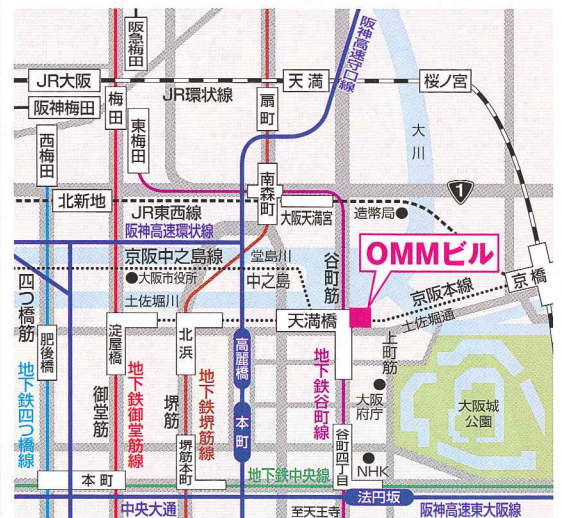 阪急梅田
阪神高速守口線
JR大阪
天満
桜ノ宮
JR環状線
阪神梅田
梅田
扇町
東梅田
西梅田
大川
南森町
1
北新地
JR東西線
大阪天満宮
造幣局
阪神高速環状線
OMMビル
京阪中之島線
堂島川
谷町筋
大阪市役所
中之島
京阪本線
京橋
土佐堀川
四つ橋筋
天満橋
土佐堀通
淀屋橋
北浜
肥後橋
高麗橋
上町筋
地下鉄四つ橋線
御堂筋
地下鉄御堂筋線
堺筋
地下鉄堺筋線
地下鉄谷町線
大阪府庁
大阪城
公園
本町
堺筋本町
谷町四丁目
NHK
地下鉄中央線
本町
法円坂
中央大通
至天王寺
阪神高速東大阪線